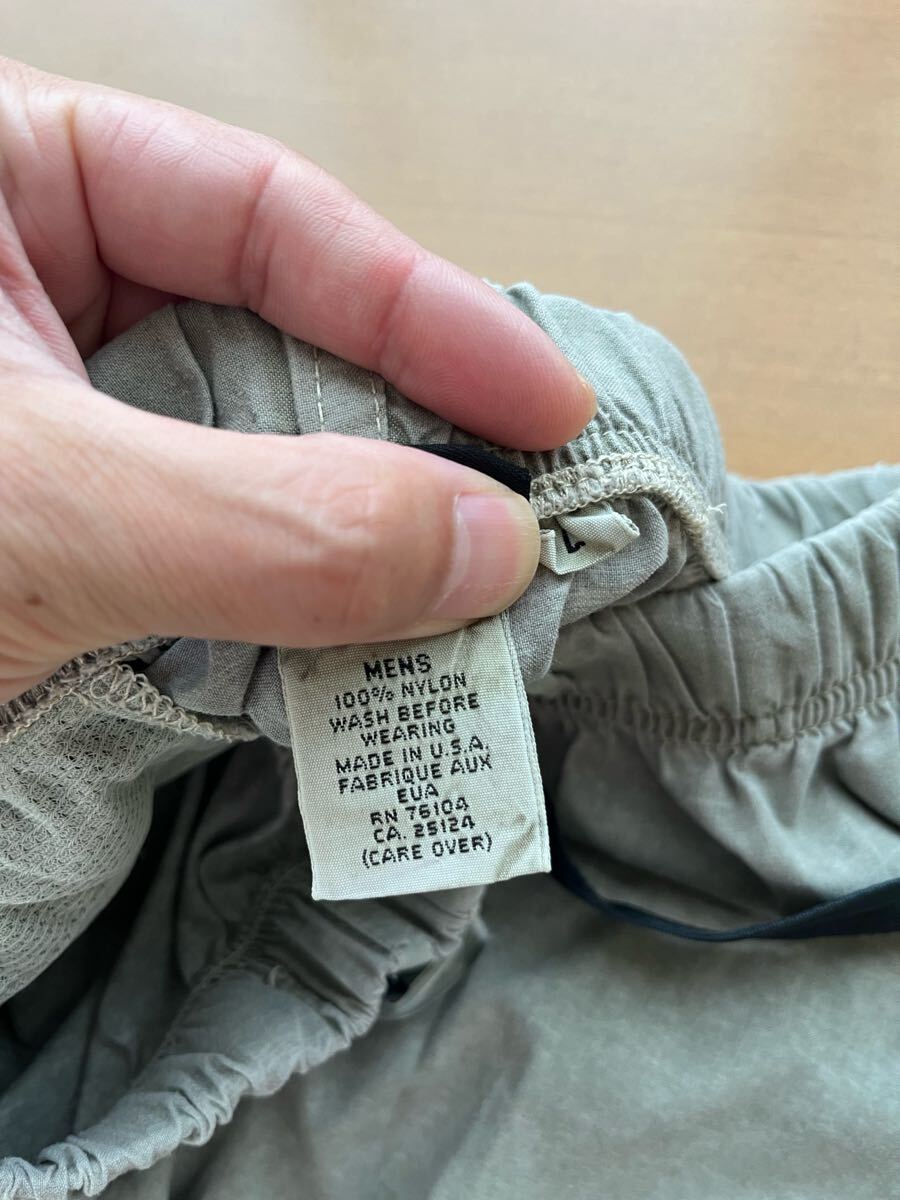 L
MENS
100% NYLON
WASH BEFORE
WEARING
MADE IN U.S.A.
FABRIQUE AUX
EUA
RN 76104
CA. 25124
(CARE OVER)